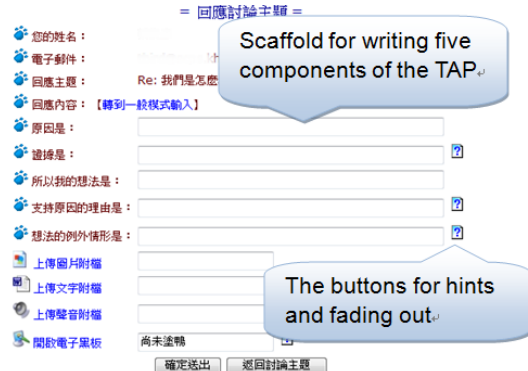 = 回應討論主題 =
您的姓名：
電子郵件：
回應主題： Re: 我們是怎麼
回應內容：【轉到一般模式輸入】
原因是：
證據是：
所以我的想法是：
支持原因的理由是：
想法的例外情形是：
上傳圖片附檔
上傳文字附檔
上傳聲音附檔
開啟電子黑板 尚未塗鴨
確定送出 返回討論主題
Scaffold for writing five
components of the TAP
The buttons for hints
and fading out